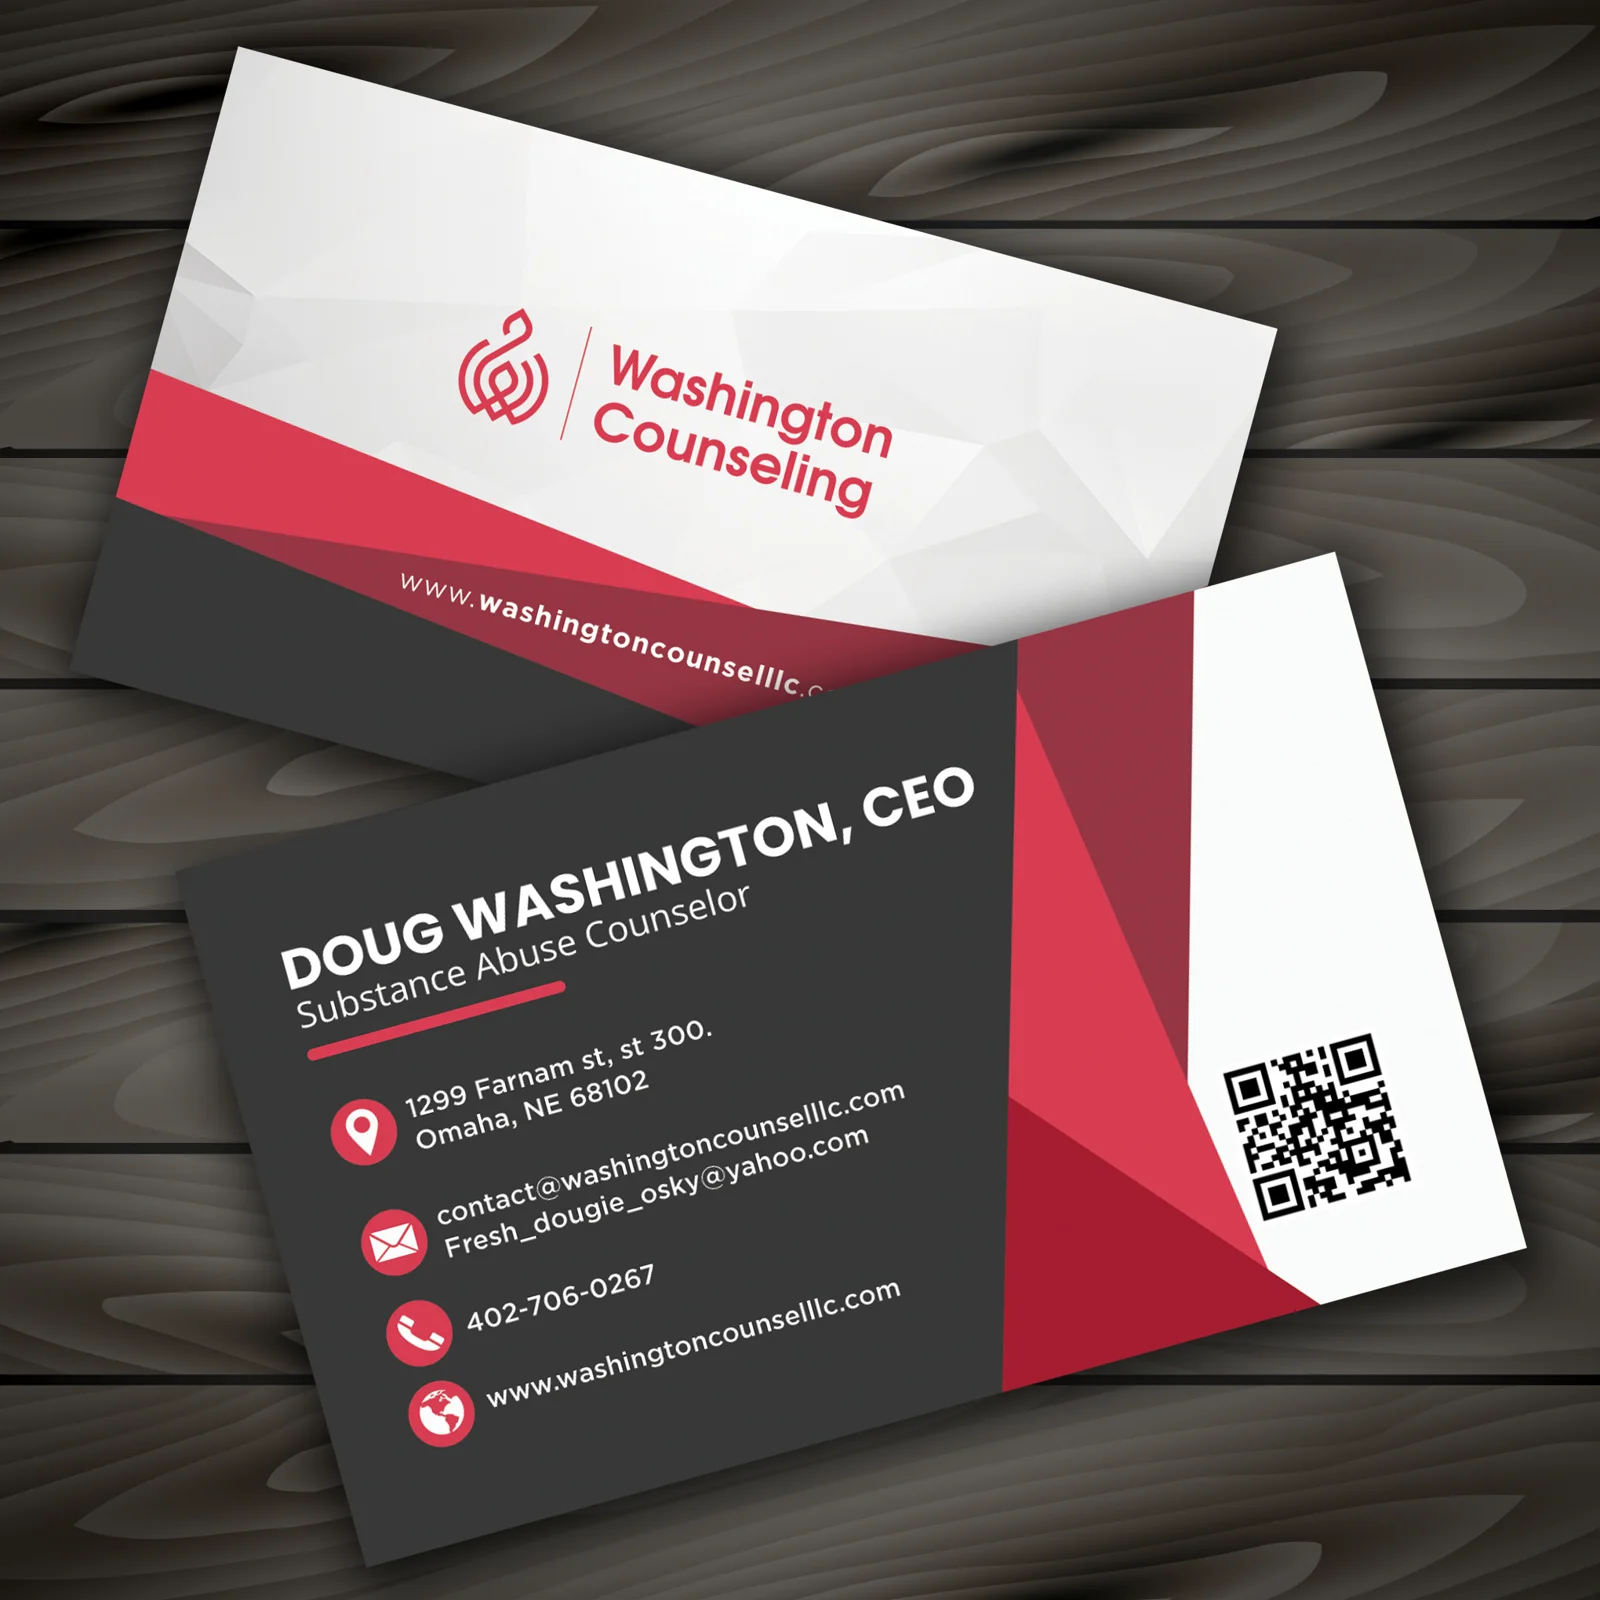 Washington
Counseling
www.washingtoncounselllc.c
DOUG WASHINGTON, CEO
Substance Abuse Counselor
1299 Farnam st, st 300.
Omaha, NE 68102
contact@washingtoncounselllc.com
Fresh_dougie_osky@yahoo.com
402-706-0267
www.washingtoncounselllc.com